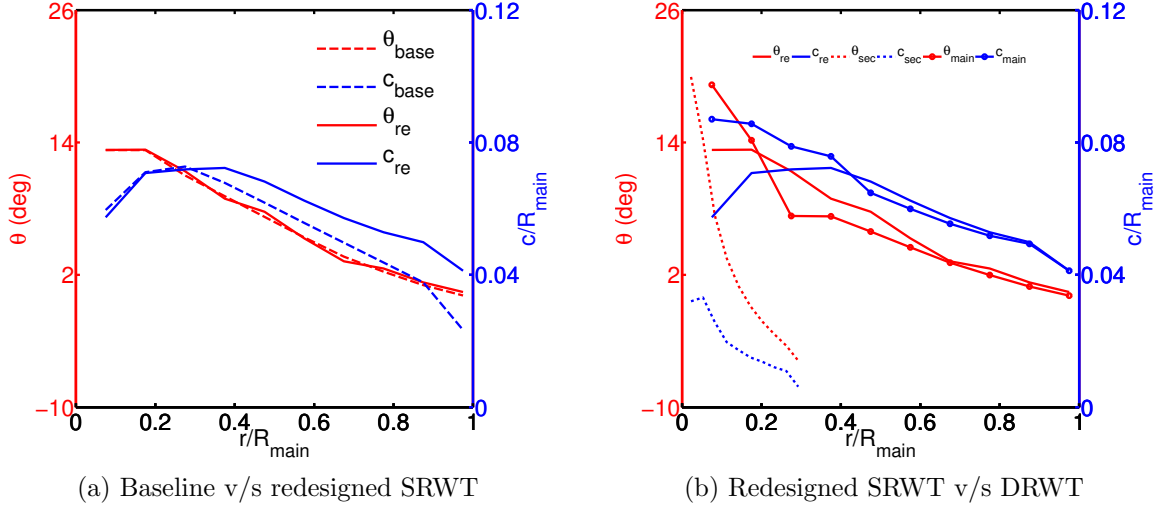 26
14
2
−10
θ (deg)
0.12
0.08
0.04
0
c/R_main
θ_base
c_base
θ_re
c_re
0 0.2 0.4 0.6 0.8 1
r/R_main
(a) Baseline v/s redesigned SRWT
26
14
2
−10
θ (deg)
0.12
0.08
0.04
0
c/R_main
θ_re c_re θ_sec c_sec θ_main c_main
0 0.2 0.4 0.6 0.8 1
r/R_main
(b) Redesigned SRWT v/s DRWT